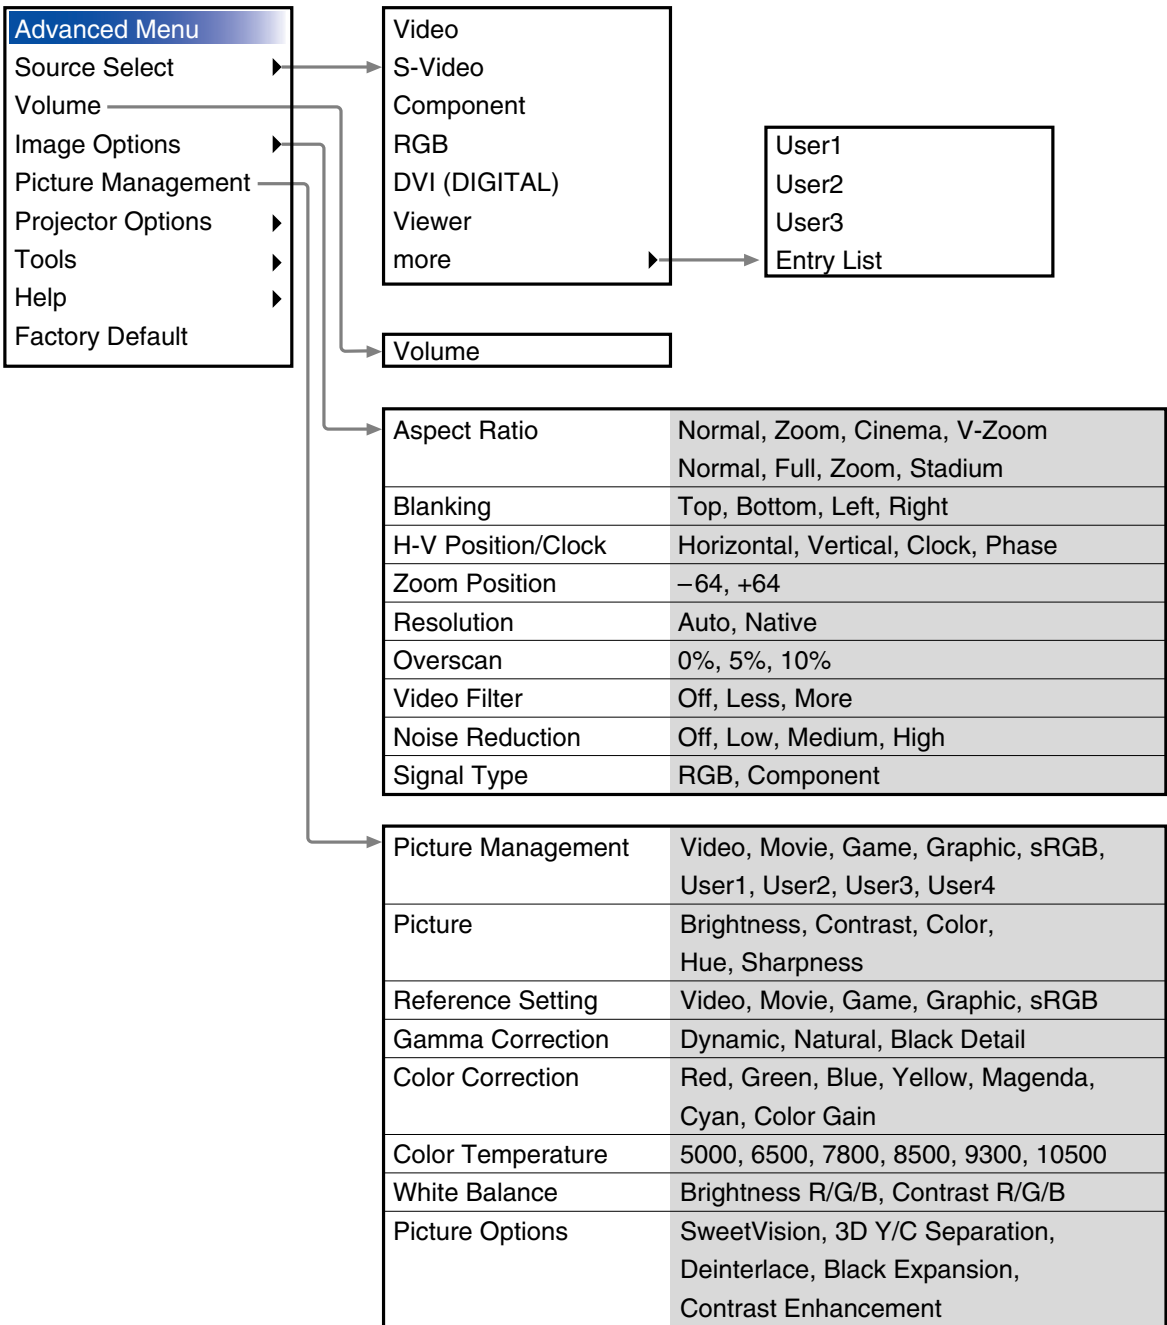 Advanced Menu
Source Select
Volume
Image Options
Picture Management
Projector Options
Tools
Help
Factory Default
Video
S-Video
Component
RGB
DVI (DIGITAL)
Viewer
more
User1
User2
User3
Entry List
Volume
Aspect Ratio Normal, Zoom, Cinema, V-Zoom
Normal, Full, Zoom, Stadium
Blanking Top, Bottom, Left, Right
H-V Position/Clock Horizontal, Vertical, Clock, Phase
Zoom Position –64, +64
Resolution Auto, Native
Overscan 0%, 5%, 10%
Video Filter Off, Less, More
Noise Reduction Off, Low, Medium, High
Signal Type RGB, Component
Picture Management Video, Movie, Game, Graphic, sRGB,
User1, User2, User3, User4
Picture Brightness, Contrast, Color,
Hue, Sharpness
Reference Setting Video, Movie, Game, Graphic, sRGB
Gamma Correction Dynamic, Natural, Black Detail
Color Correction Red, Green, Blue, Yellow, Magenda,
Cyan, Color Gain
Color Temperature 5000, 6500, 7800, 8500, 9300, 10500
White Balance Brightness R/G/B, Contrast R/G/B
Picture Options SweetVision, 3D Y/C Separation,
Deinterlace, Black Expansion,
Contrast Enhancement